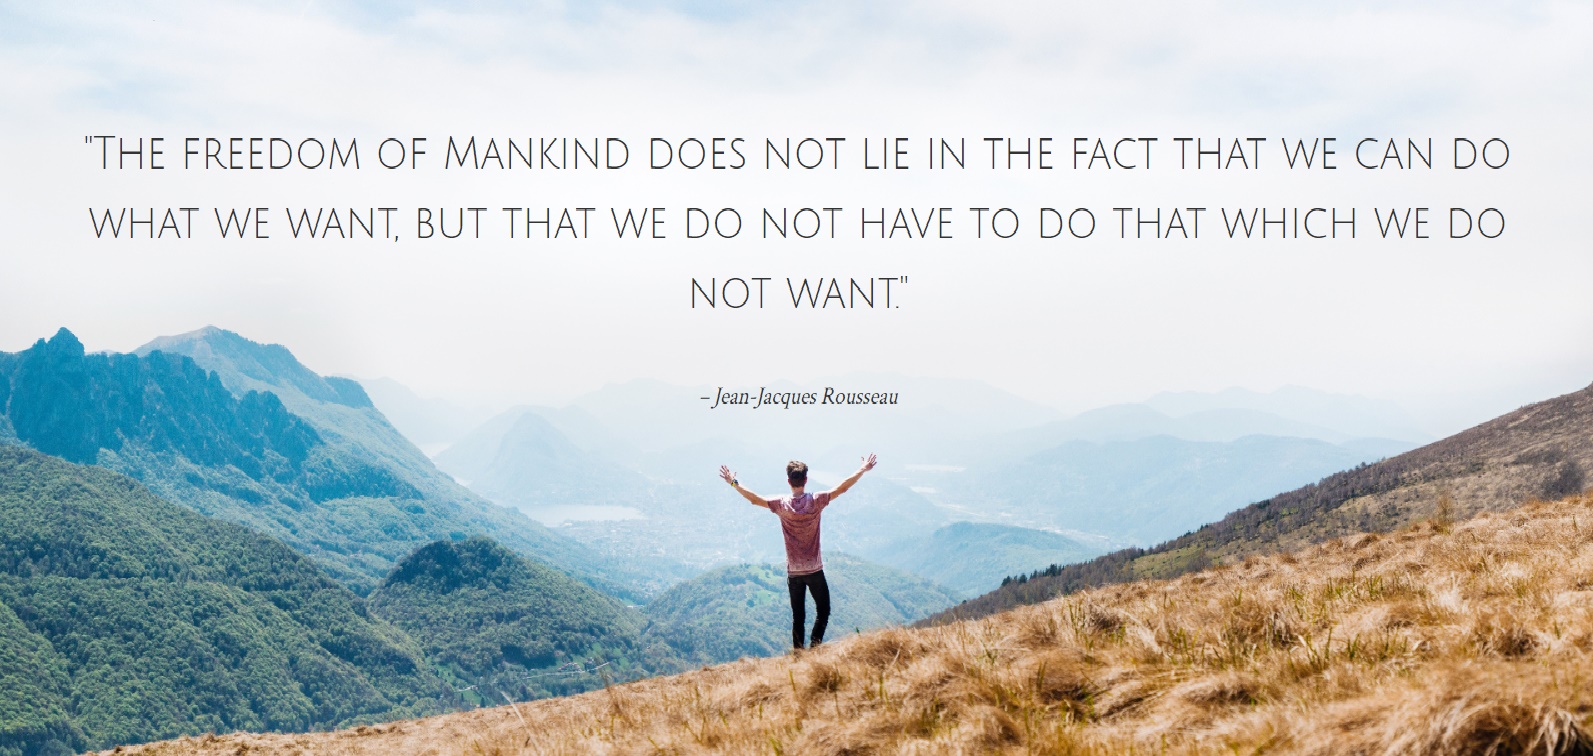 "The freedom of Mankind does not lie in the fact that we can do
what we want, but that we do not have to do that which we do
not want."
– Jean-Jacques Rousseau